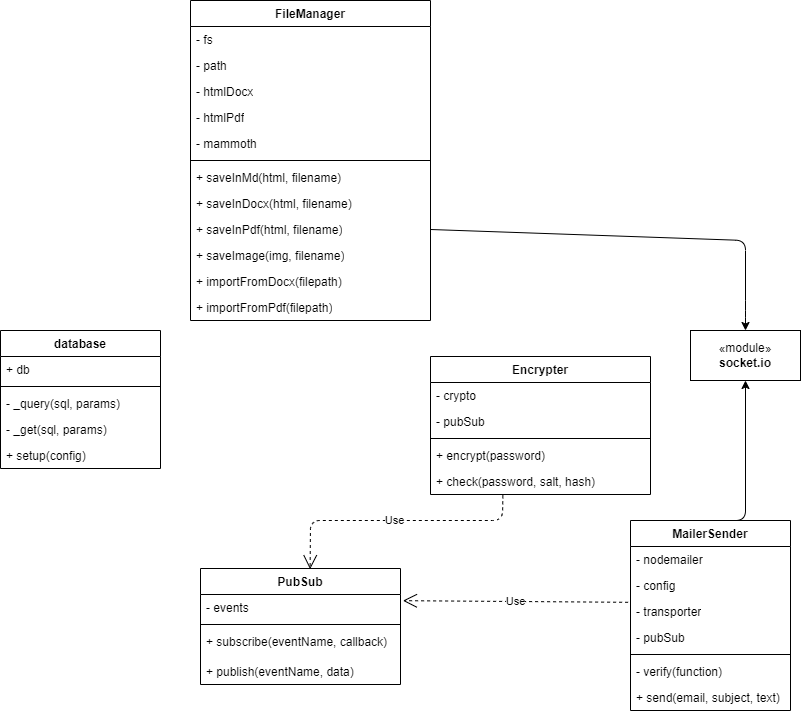 FileManager
- fs
- path
- htmlDocx
- htmlPdf
- mammoth
+ saveInMd(html, filename)
+ saveInDocx(html, filename)
+ saveInPdf(html, filename)
+ saveImage(img, filename)
+ importFromDocx(filepath)
+ importFromPdf(filepath)
database
+ db
- _query(sql, params)
- _get(sql, params)
+ setup(config)
«module»
socket.io
Encrypter
- crypto
- pubSub
+ encrypt(password)
+ check(password, salt, hash)
Use
PubSub
- events
+ subscribe(eventName, callback)
+ publish(eventName, data)
Use
MailerSender
- nodemailer
- config
- transporter
- pubSub
- verify(function)
+ send(email, subject, text)